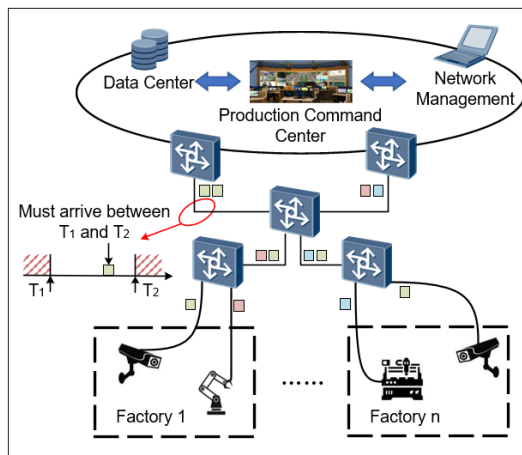 Data Center
Network
Management
Production Command
Center
Must arrive between
T1 and T2
T1
T2
......
Factory 1
Factory n